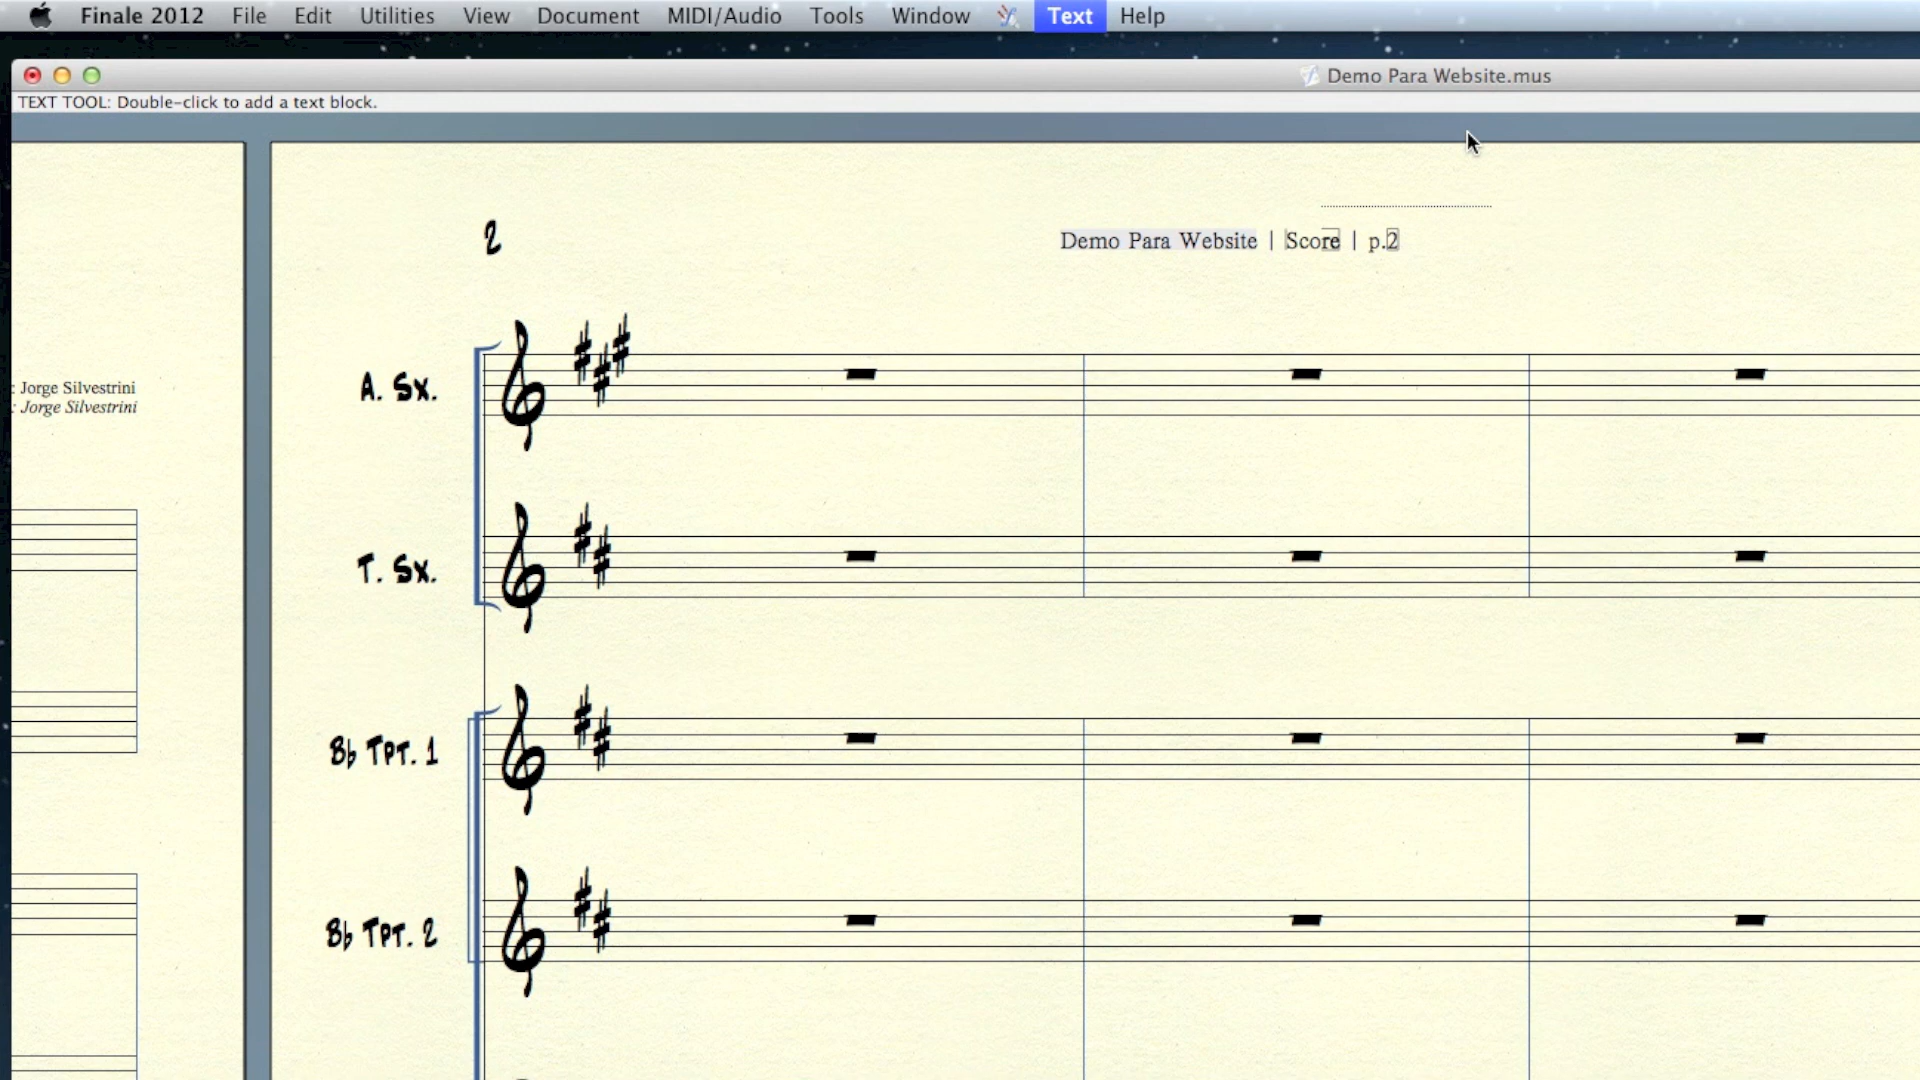 Finale 2012 File Edit Utilities View Document MIDI/Audio Tools Window Text Help
Demo Para Website.mus
TEXT TOOL: Double-click to add a text block.
2
Demo Para Website | Score | p.2
: Jorge Silvestrini
: Jorge Silvestrini
A. Sx.
T. Sx.
B♭ Tpt. 1
B♭ Tpt. 2